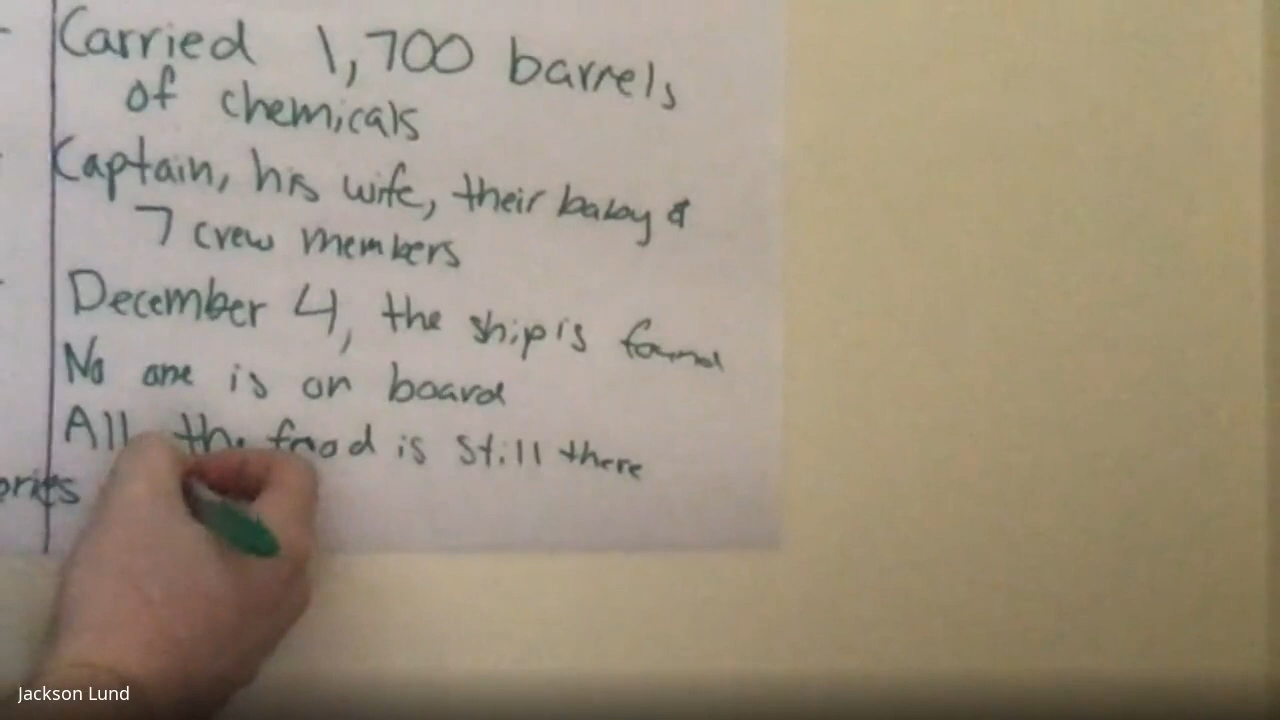 Carried 1,700 barrels
of chemicals
Captain, his wife, their baby &
7 crew members
December 4, the ship is found
No one is on board
All the food is still there
ories
Jackson Lund